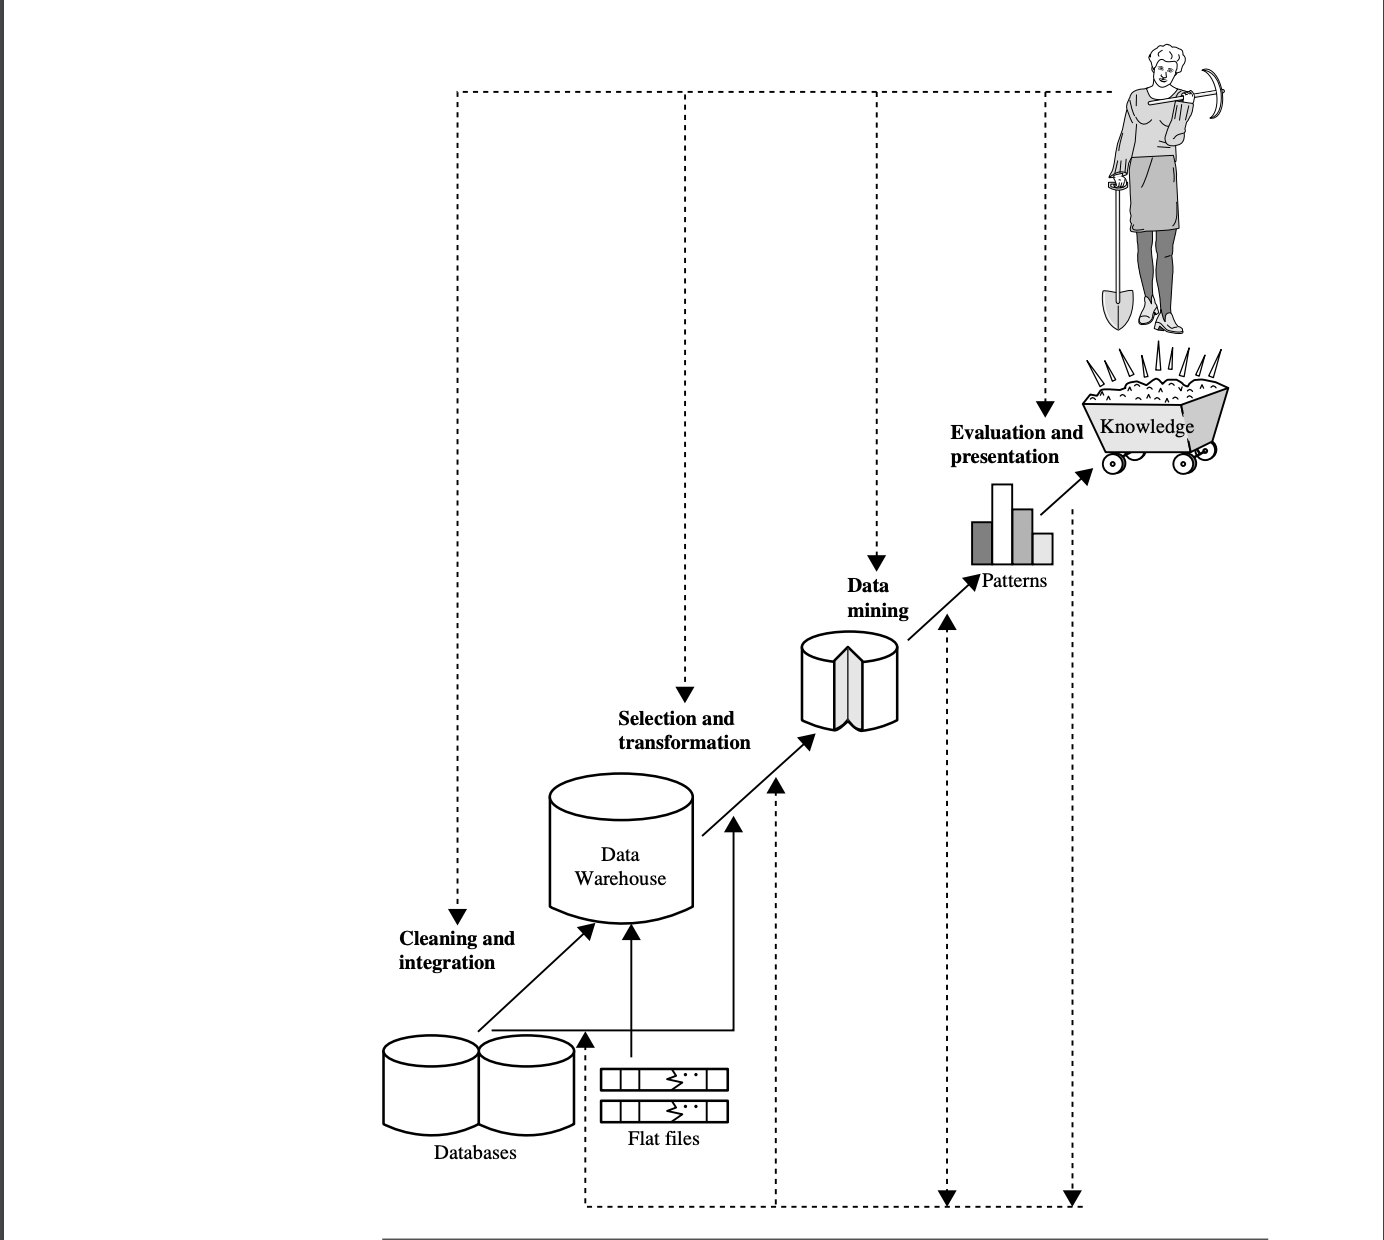 Knowledge
Evaluation and
presentation
Patterns
Data
mining
Selection and
transformation
Data
Warehouse
Cleaning and
integration
Flat files
Databases